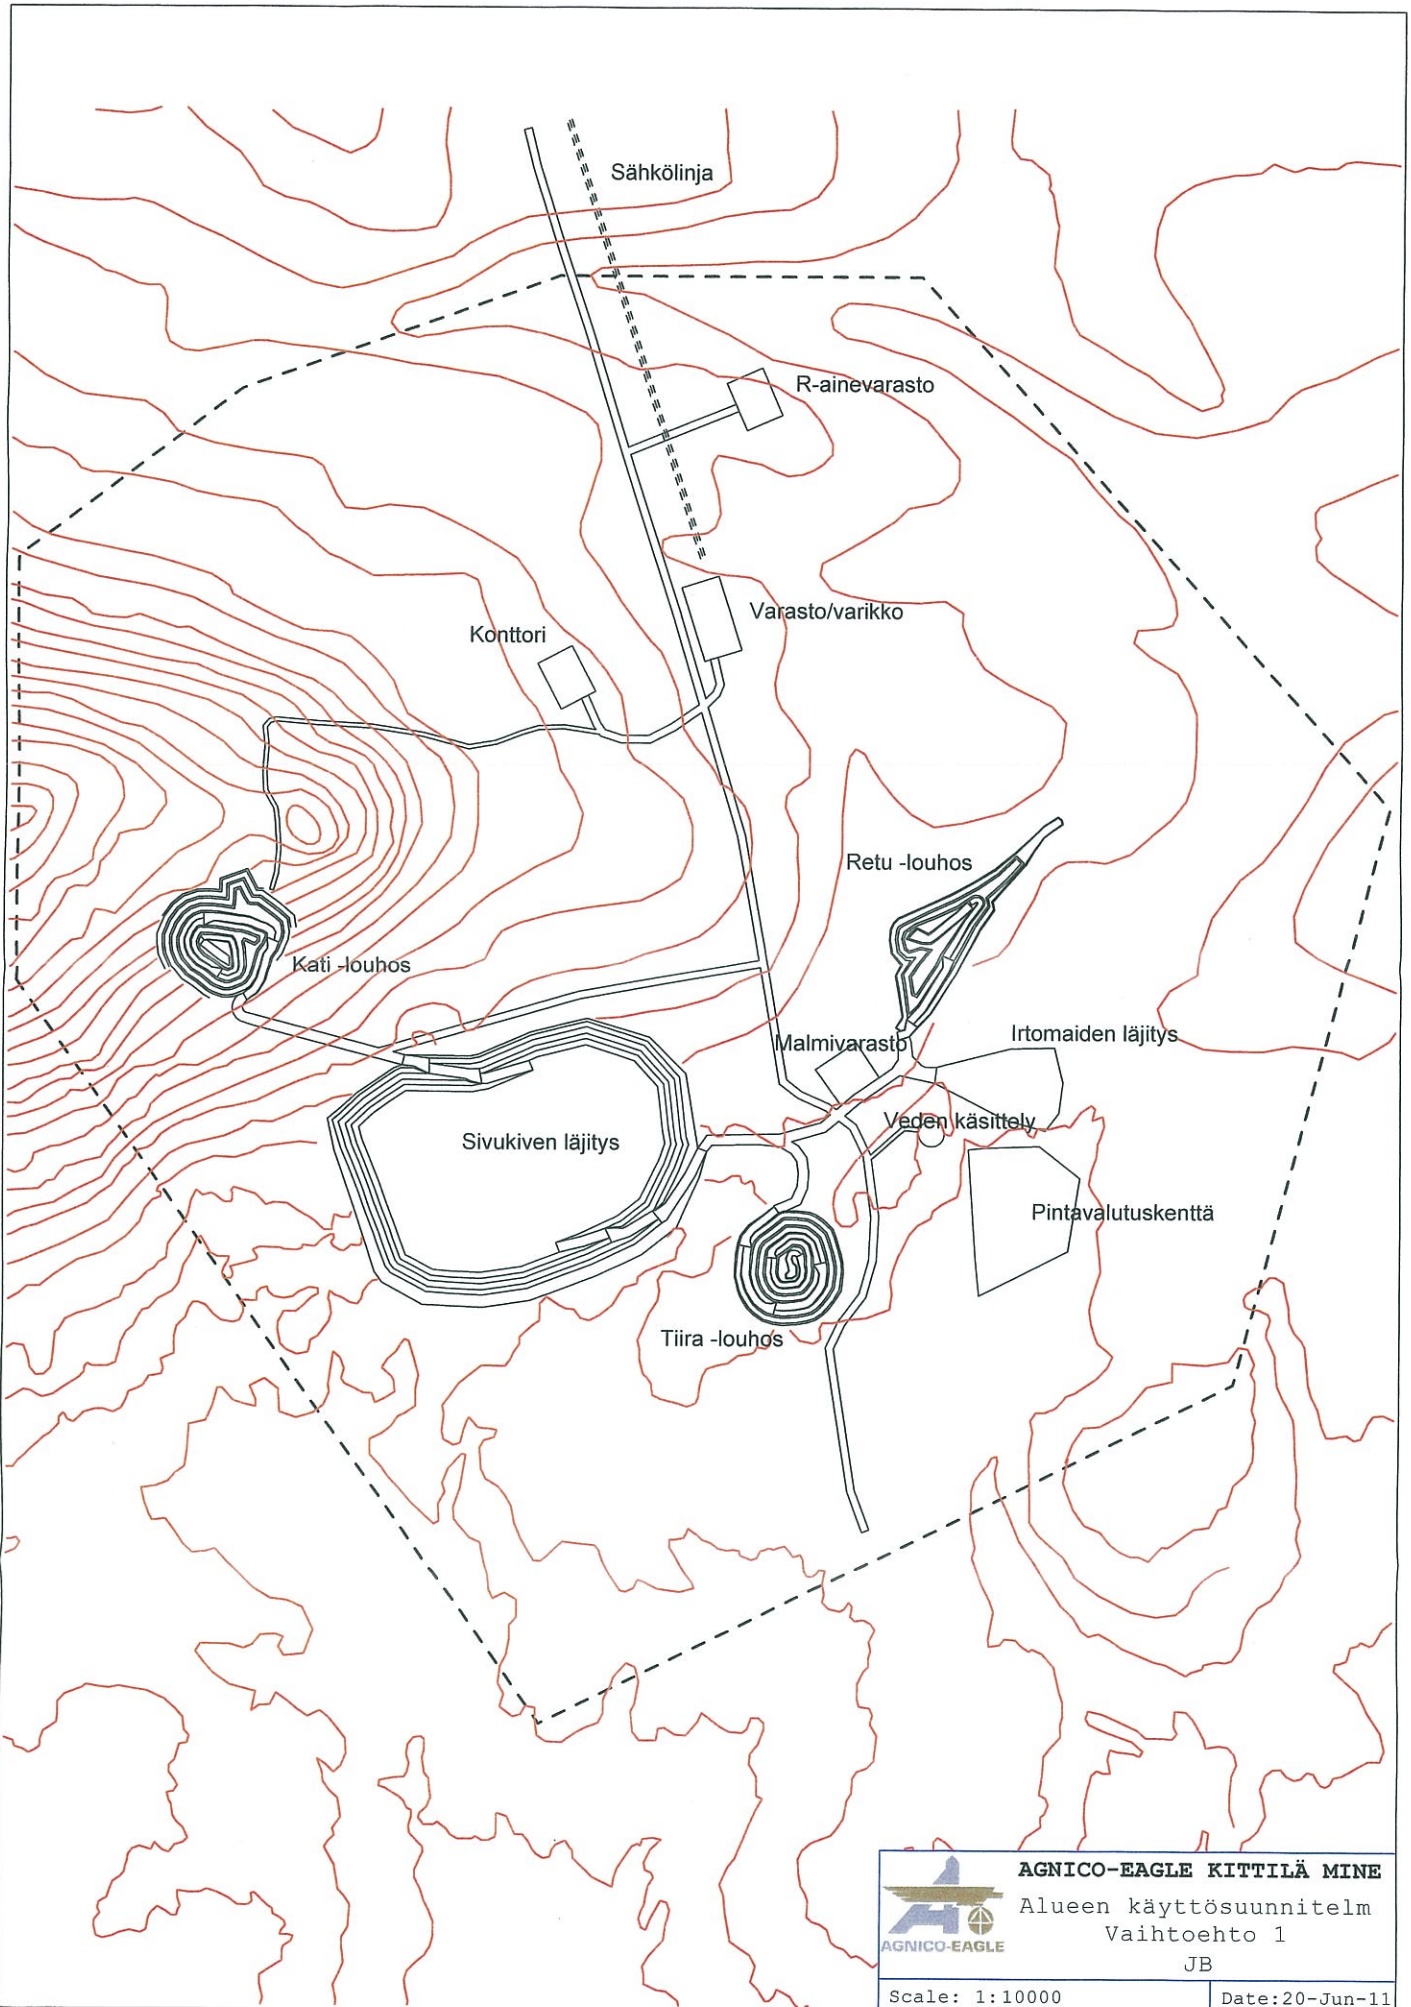 Sähkölinja
R-ainevarasto
Varasto/varikko
Konttori
Retu -louhos
Kati -louhos
Malmivarasto
Irtomaiden läjitys
Veden käsittely
Sivukiven läjitys
Pintavalutuskenttä
Tiira -louhos
AGNICO-EAGLE KITTILÄ MINE
Alueen käyttösuunnitelm
Vaihtoehto 1
JB
AGNICO-EAGLE
Scale: 1:10000
Date:20-Jun-11